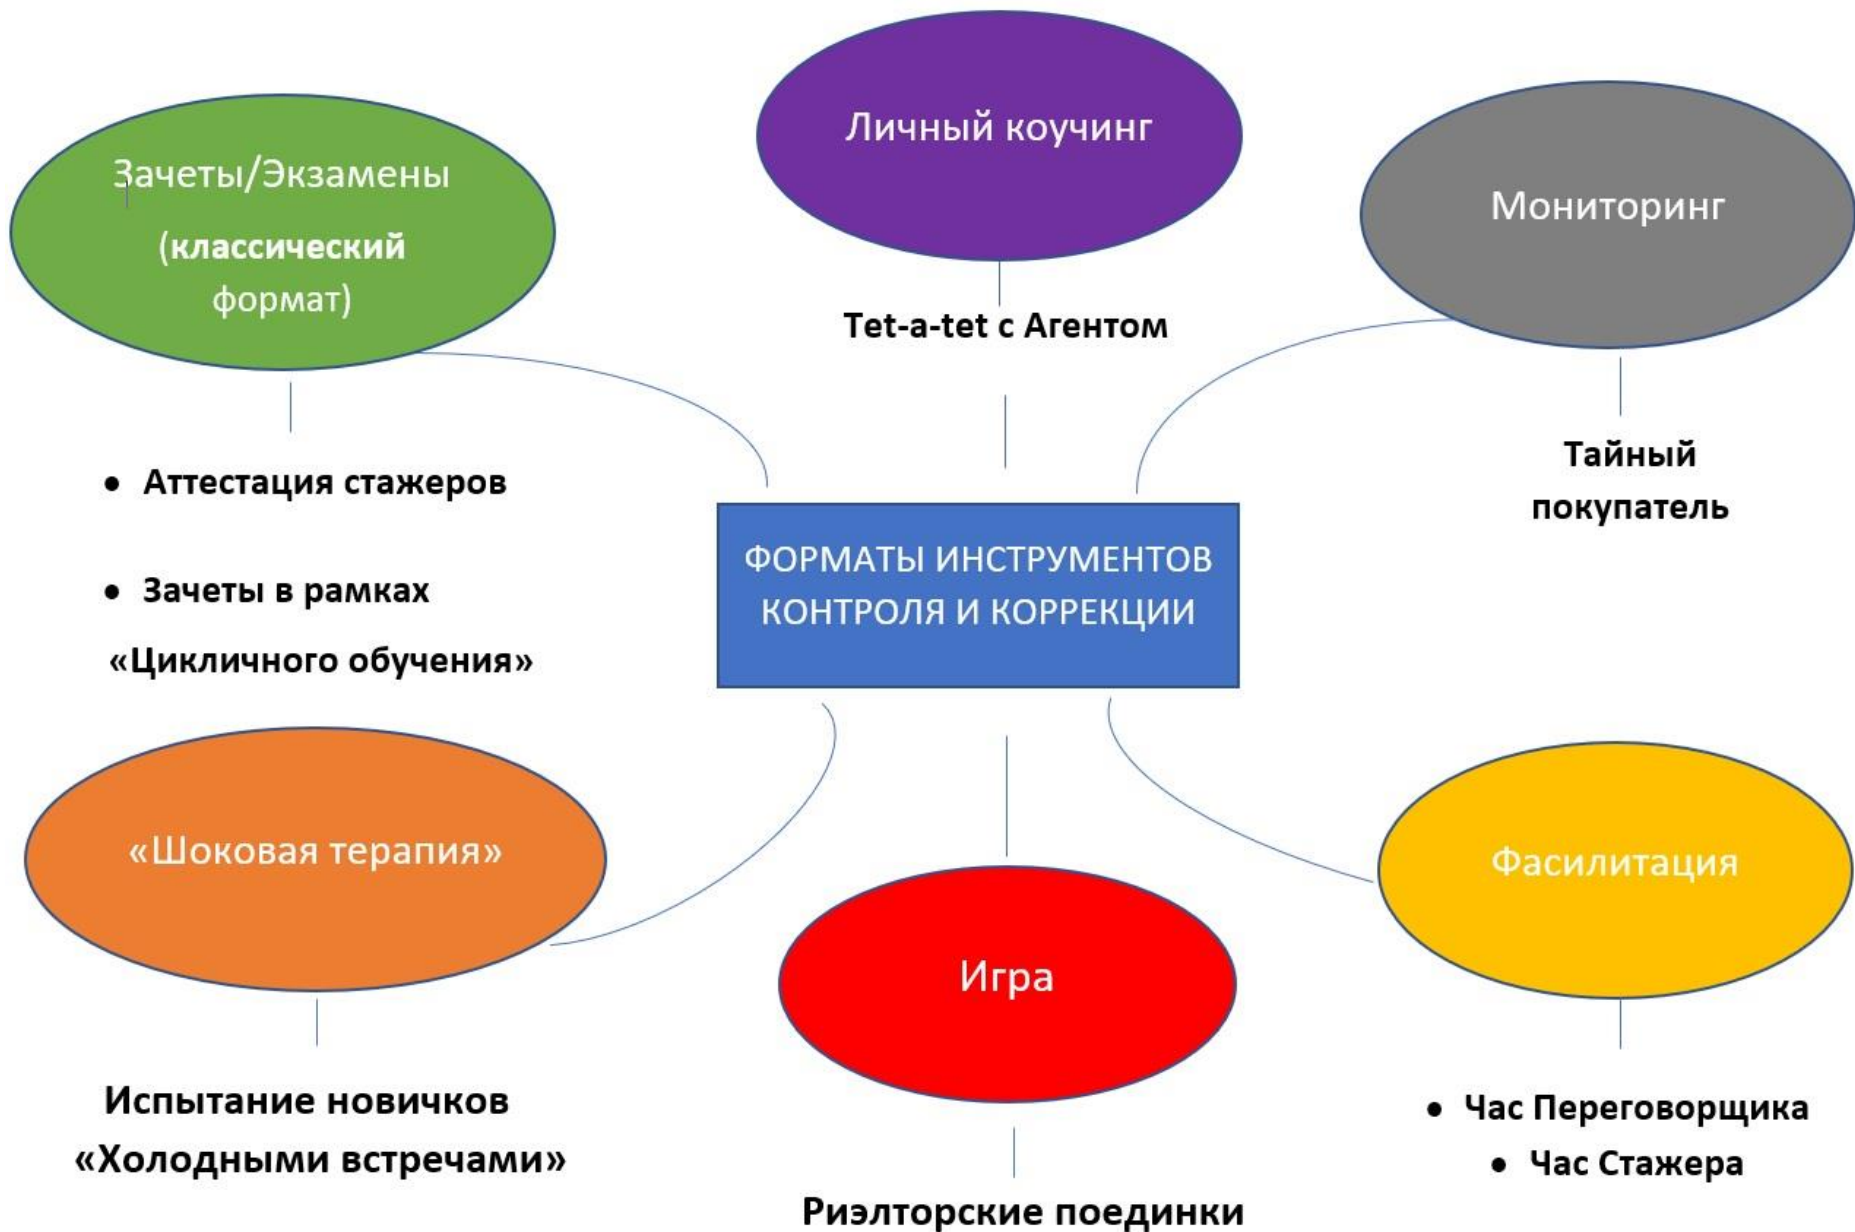 Зачеты/Экзамены
(классический
формат)
• Аттестация стажеров
• Зачеты в рамках
«Цикличного обучения»
Личный коучинг
Tet-a-tet с Агентом
Мониторинг
Тайный
покупатель
ФОРМАТЫ ИНСТРУМЕНТОВ
КОНТРОЛЯ И КОРРЕКЦИИ
«Шоковая терапия»
Испытание новичков
«Холодными встречами»
Игра
Риэлторские поединки
Фасилитация
• Час Переговорщика
• Час Стажера